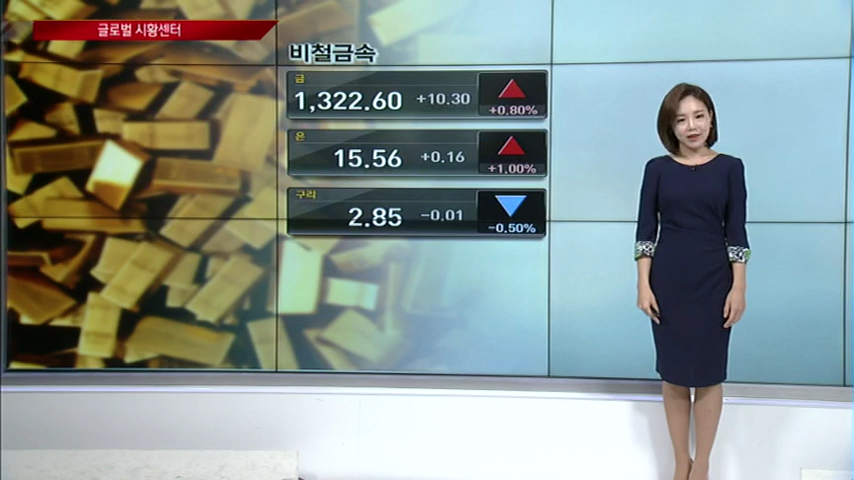 글로벌 시황센터
비철금속
금
1,322.60 +10.30 +0.80%
은
15.56 +0.16 +1.00%
구리
2.85 -0.01 -0.50%